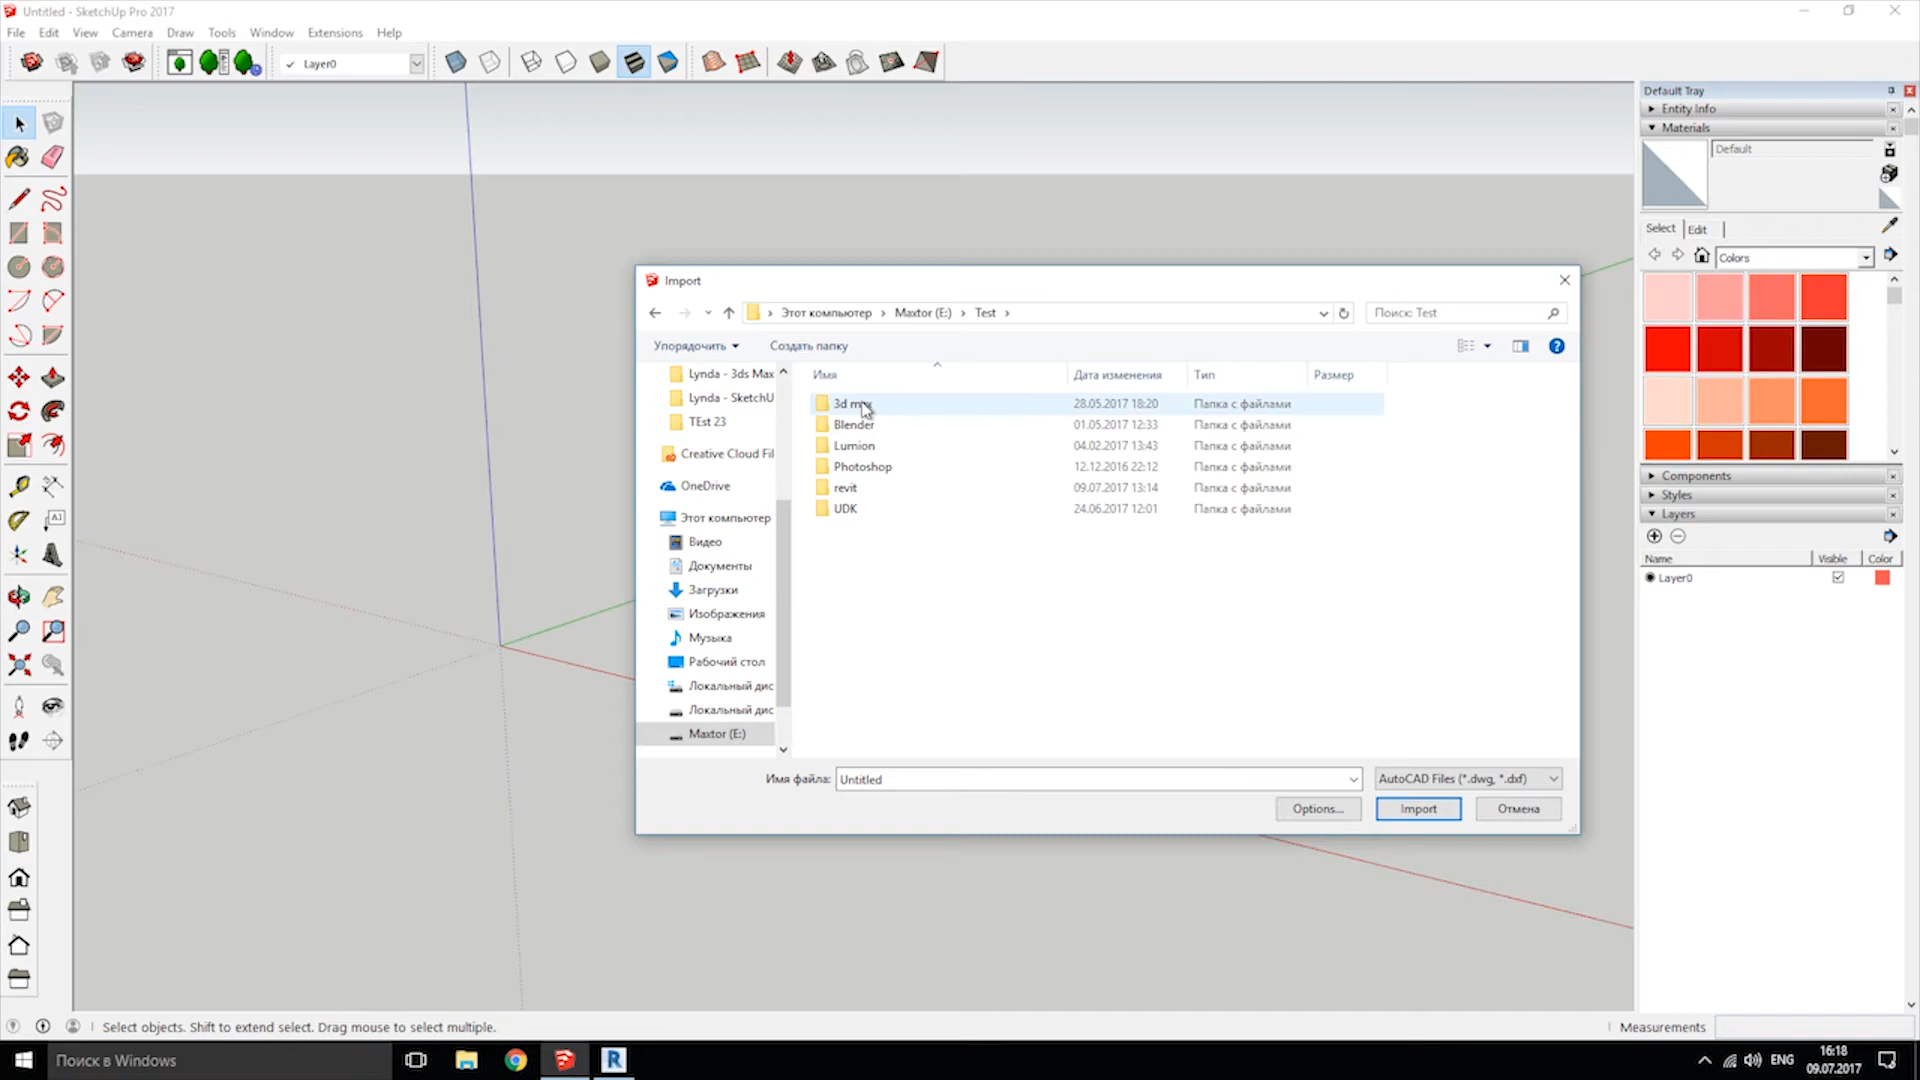 Untitled - SketchUp Pro 2017
File Edit View Camera Draw Tools Window Extensions Help
Layer0
Default Tray
Entity Info
Materials
Default
Select Edit
Colors
Components
Styles
Layers
Name Visible Color
Layer0
Import
Этот компьютер Maxtor (E:) Test
Поиск: Test
Упорядочить Создать папку
Lynda - 3ds Max
Lynda - SketchU
TEst 23
Creative Cloud Fil
OneDrive
Этот компьютер
Видео
Документы
Загрузки
Изображения
Музыка
Рабочий стол
Локальный дис
Локальный дис
Maxtor (E:)
Имя Дата изменения Тип Размер
3d 28.05.2017 18:20 Папка с файлами
Blender 01.05.2017 12:33 Папка с файлами
Lumion 04.02.2017 13:43 Папка с файлами
Photoshop 12.12.2016 22:12 Папка с файлами
revit 09.07.2017 13:14 Папка с файлами
UDK 24.06.2017 12:01 Папка с файлами
Имя файла: Untitled AutoCAD Files (*.dwg, *.dxf)
Options... Import Отмена
Select objects. Shift to extend select. Drag mouse to select multiple.
Measurements
Поиск в Windows
ENG
16:18
09.07.2017